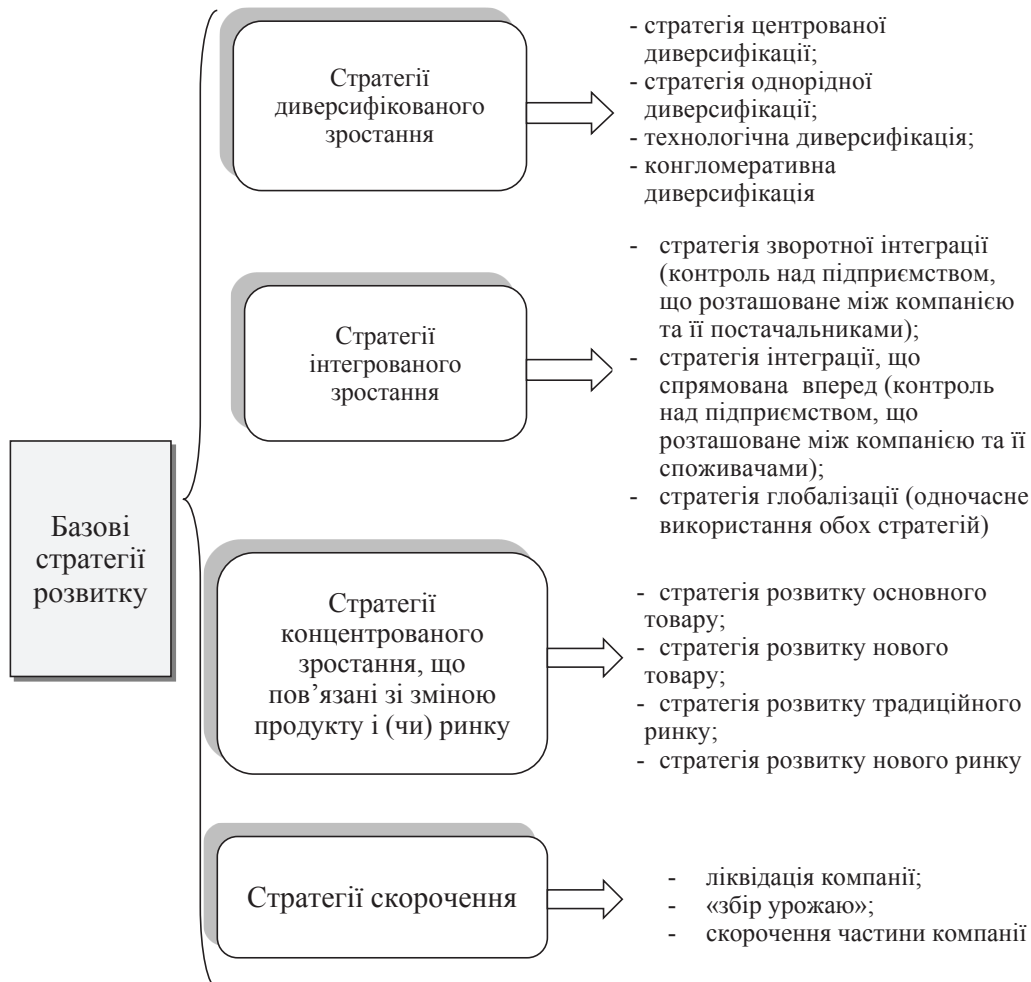 Базові
стратегії
розвитку
Стратегії
диверсифікованого
зростання
- стратегія центрованої
диверсифікації;
- стратегія однорідної
диверсифікації;
- технологічна диверсифікація;
- конгломеративна
диверсифікація
Стратегії
інтегрованого
зростання
- стратегія зворотної інтеграції
(контроль над підприємством,
що розташоване між компанією
та її постачальниками);
- стратегія інтеграції, що
спрямована вперед (контроль
над підприємством, що
розташоване між компанією та її
споживачами);
- стратегія глобалізації (одночасне
використання обох стратегій)
Стратегії
концентрованого
зростання, що
пов’язані зі зміною
продукту і (чи) ринку
- стратегія розвитку основного
товару;
- стратегія розвитку нового
товару;
- стратегія розвитку традиційного
ринку;
- стратегія розвитку нового ринку
Стратегії скорочення
- ліквідація компанії;
- «збір урожаю»;
- скорочення частини компанії